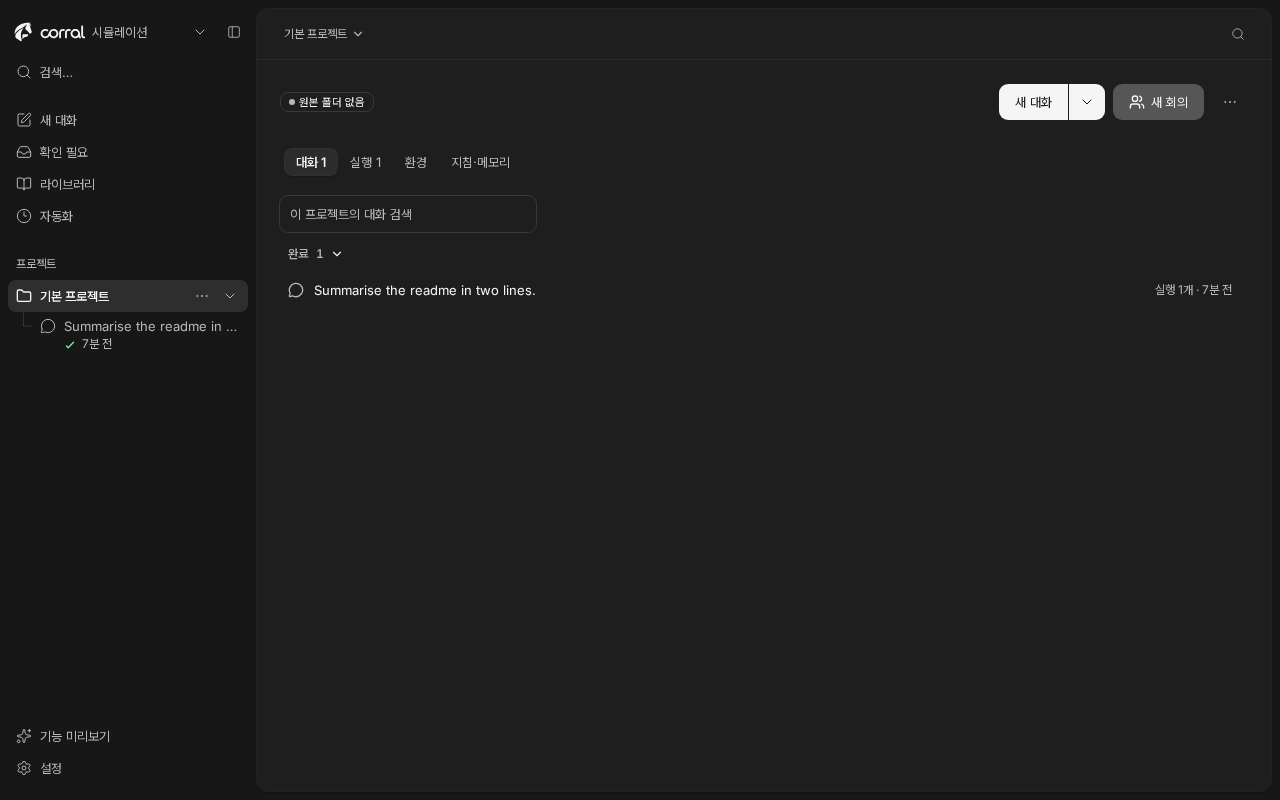 corral 시뮬레이션
검색...
새 대화
확인 필요
라이브러리
자동화
프로젝트
기본 프로젝트
Summarise the readme in ...
7분 전
기능 미리보기
설정
기본 프로젝트
원본 폴더 없음
새 대화
새 회의
대화 1
실행 1
환경
지침·메모리
이 프로젝트의 대화 검색
완료 1
Summarise the readme in two lines.
실행 1개 · 7분 전